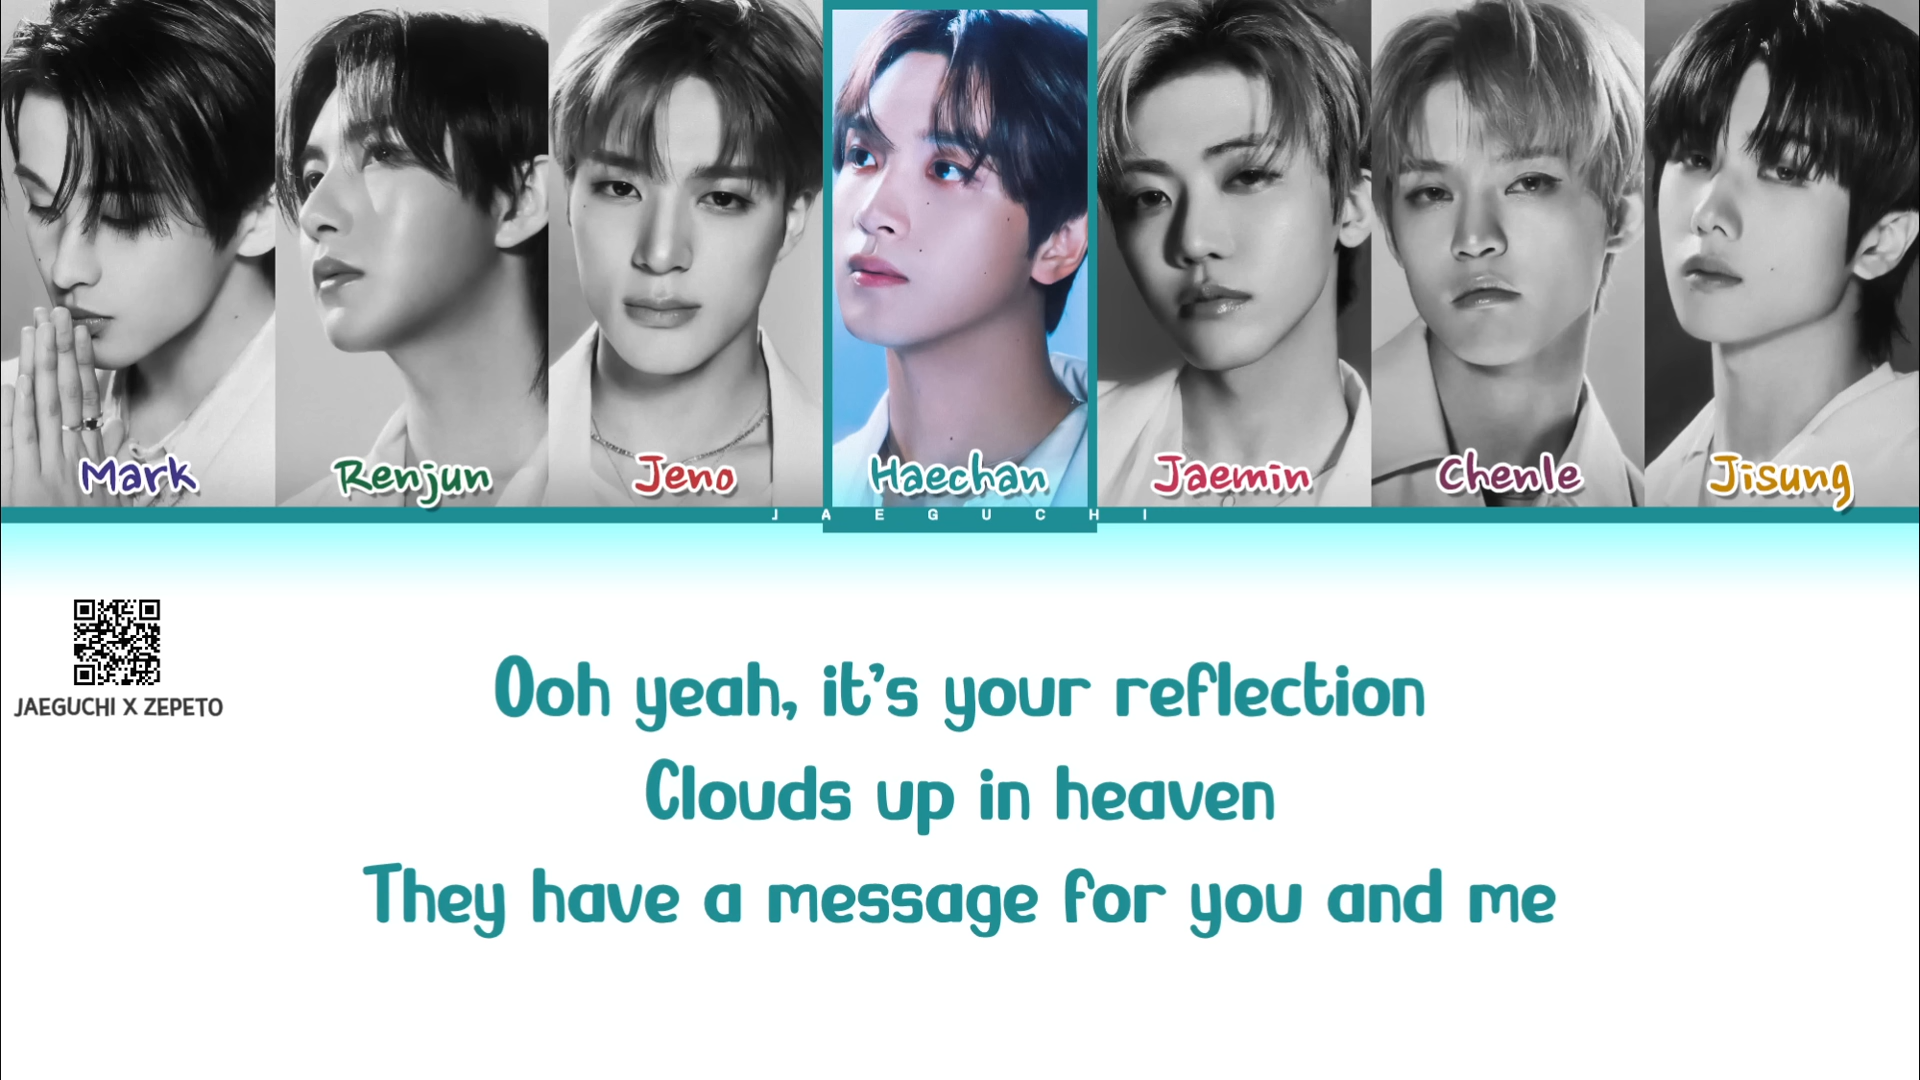 Mark
Renjun
Jeno
Haechan
Jaemin
Chenle
Jisung
JAEGUCHI
JAEGUCHI X ZEPETO
Ooh yeah, it's your reflection
Clouds up in heaven
They have a message for you and me